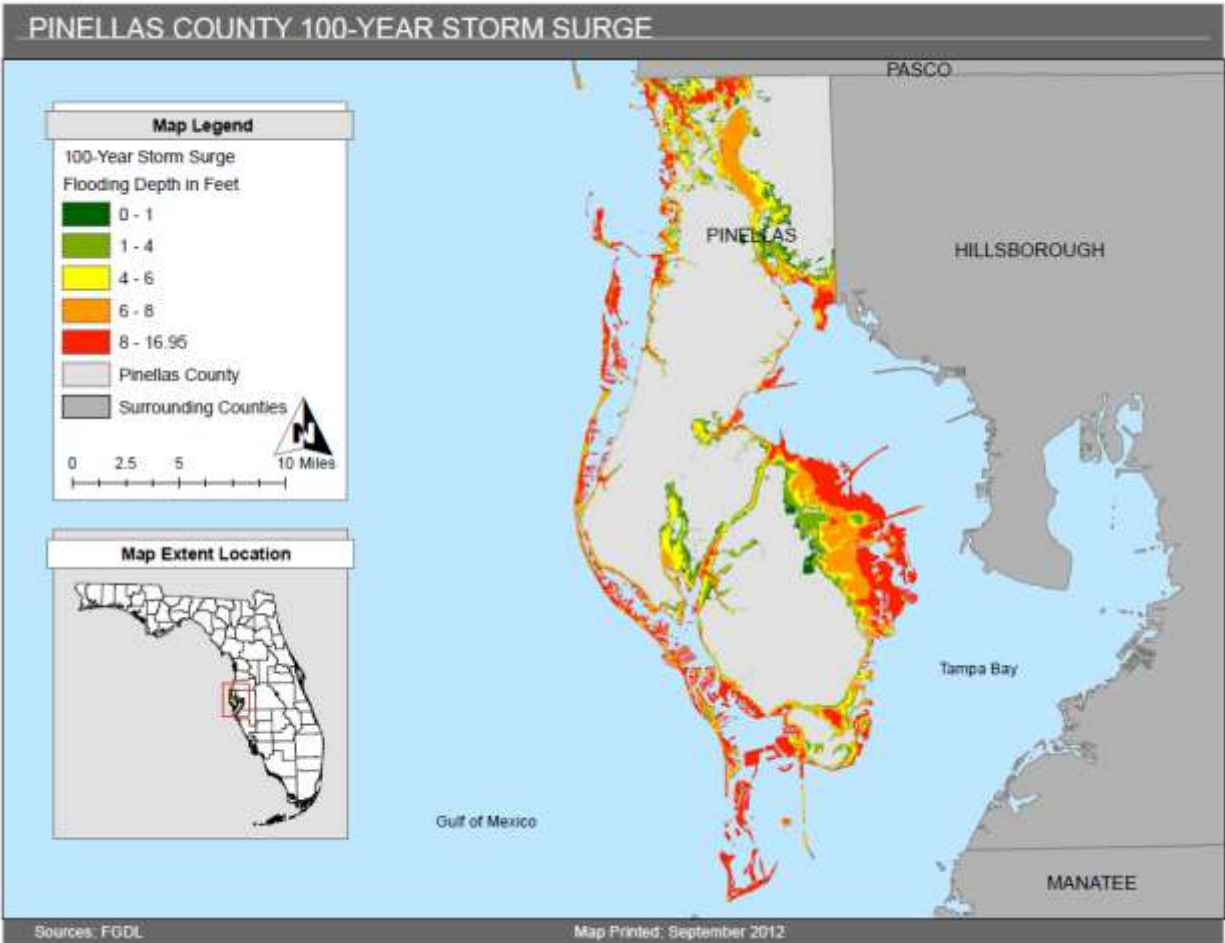 PINELLAS COUNTY 100-YEAR STORM SURGE
Map Legend
100-Year Storm Surge
Flooding Depth in Feet
0 - 1
1 - 4
4 - 6
6 - 8
8 - 16.95
Pinellas County
Surrounding Counties
N
0 2.5 5 10 Miles
Map Extent Location
PASCO
PINELLAS
HILLSBOROUGH
Tampa Bay
Gulf of Mexico
MANATEE
Sources: FGDL
Map Printed: September 2012